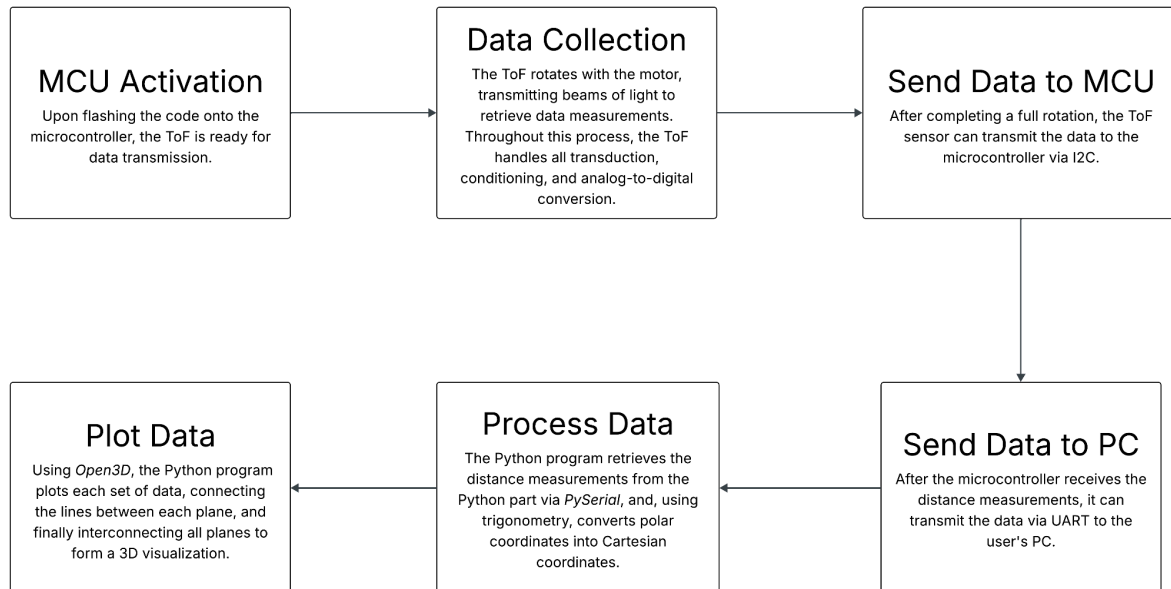 MCU Activation
Upon flashing the code onto the
microcontroller, the ToF is ready for
data transmission.
Data Collection
The ToF rotates with the motor,
transmitting beams of light to
retrieve data measurements.
Throughout this process, the ToF
handles all transduction,
conditioning, and analog-to-digital
conversion.
Send Data to MCU
After completing a full rotation, the ToF
sensor can transmit the data to the
microcontroller via I2C.
Send Data to PC
After the microcontroller receives the
distance measurements, it can
transmit the data via UART to the
user's PC.
Process Data
The Python program retrieves the
distance measurements from the
Python part via PySerial, and, using
trigonometry, converts polar
coordinates into Cartesian
coordinates.
Plot Data
Using Open3D, the Python program
plots each set of data, connecting
the lines between each plane, and
finally interconnecting all planes to
form a 3D visualization.